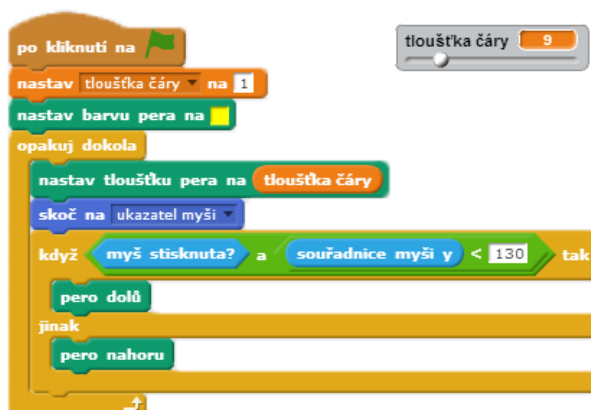 po kliknutí na
tloušťka čáry 9
nastav tloušťka čáry na 1
nastav barvu pera na
opakuj dokola
nastav tloušťku pera na tloušťka čáry
skoč na ukazatel myši
když myš stisknuta? a souřadnice myši y < 130 tak
pero dolů
jinak
pero nahoru